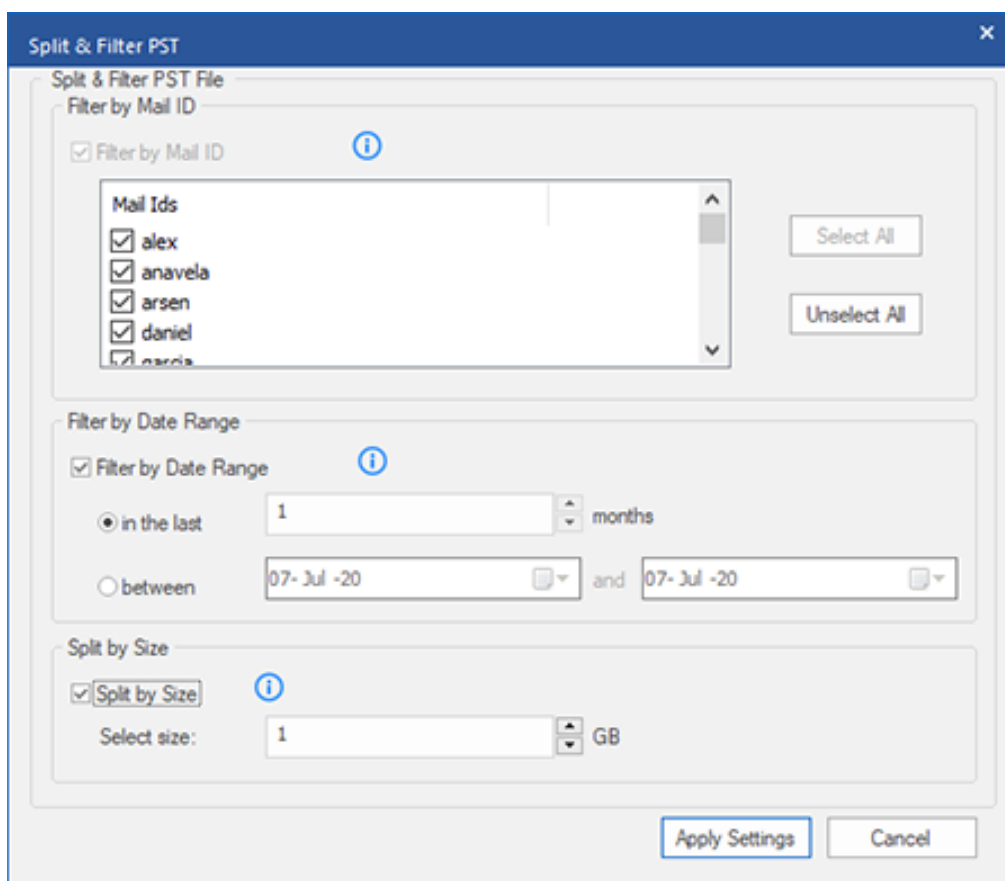 Split & Filter PST
Split & Filter PST File
Filter by Mail ID
Filter by Mail ID
Mail Ids
alex
Select All
anavela
arsen
Unselect All
daniel
garcia
Filter by Date Range
Filter by Date Range
in the last 1 months
between 07- Jul -20 and 07- Jul -20
Split by Size
Split by Size
Select size: 1 GB
Apply Settings Cancel